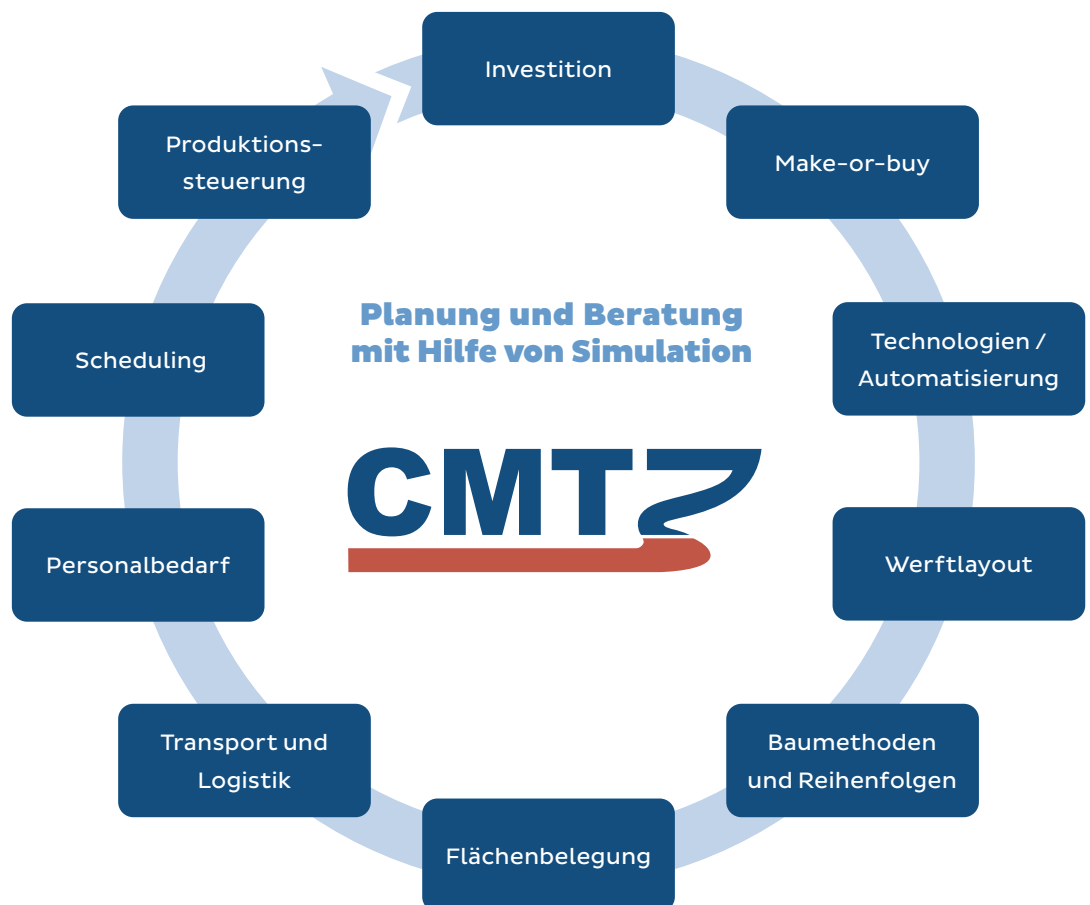 Investition
Make-or-buy
Technologien /
Automatisierung
Werftlayout
Baumethoden
und Reihenfolgen
Flächenbelegung
Transport und
Logistik
Personalbedarf
Scheduling
Produktions-
steuerung
Planung und Beratung
mit Hilfe von Simulation
CMT